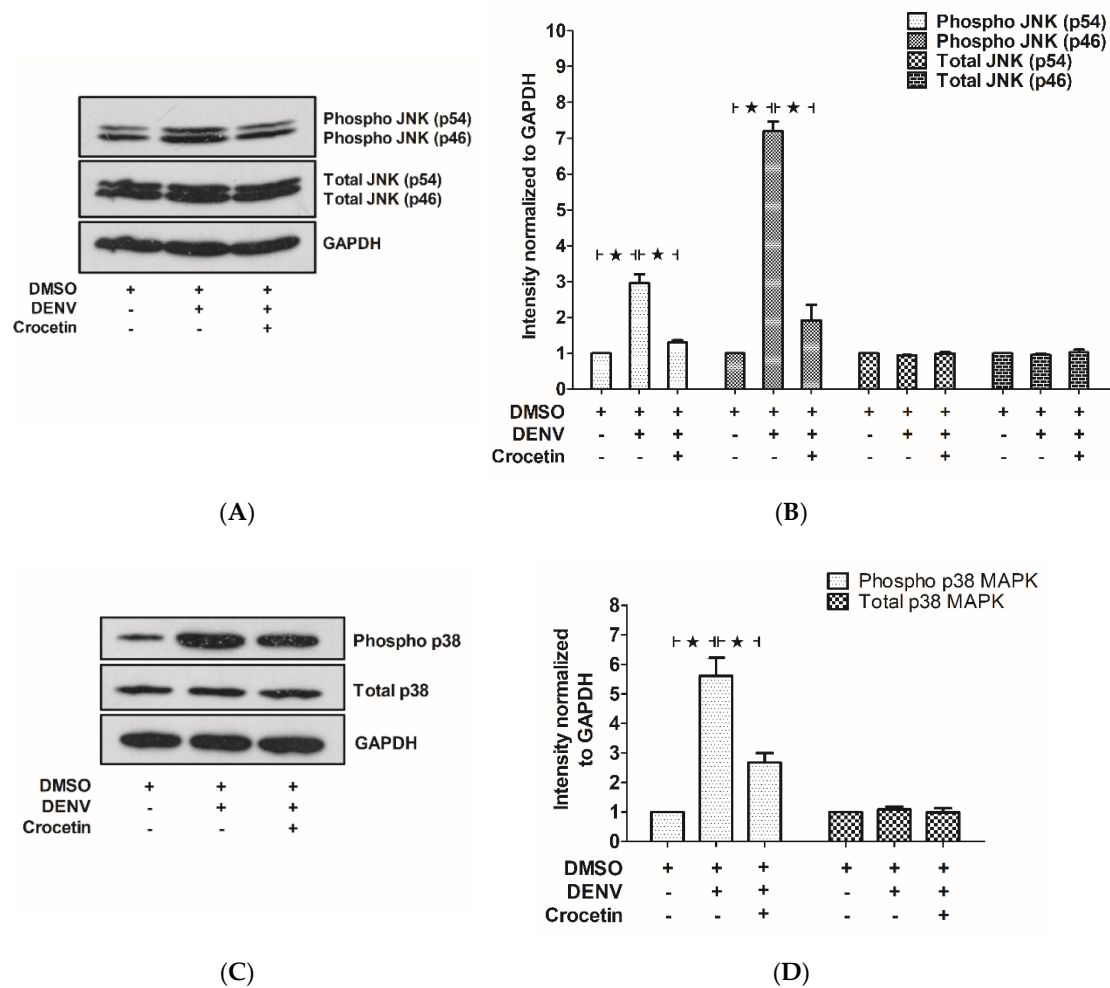 Phospho JNK (p54)
Phospho JNK (p46)
Total JNK (p54)
Total JNK (p46)
GAPDH
DMSO + + +
DENV - + +
Crocetin - - +
(A)
Phospho JNK (p54)
Phospho JNK (p46)
Total JNK (p54)
Total JNK (p46)
Intensity normalized to GAPDH
10
9
8
7
6
5
4
3
2
1
0
★ ★ ★ ★
DMSO + + + + + + + + + + + +
DENV - + + - + + - + + - + +
Crocetin - - + - - + - - + - - +
(B)
Phospho p38
Total p38
GAPDH
DMSO + + +
DENV - + +
Crocetin - - +
(C)
Phospho p38 MAPK
Total p38 MAPK
Intensity normalized
to GAPDH
8
7
6
5
4
3
2
1
0
★ ★
DMSO + + + + + +
DENV - + + - + +
Crocetin - - + - - +
(D)